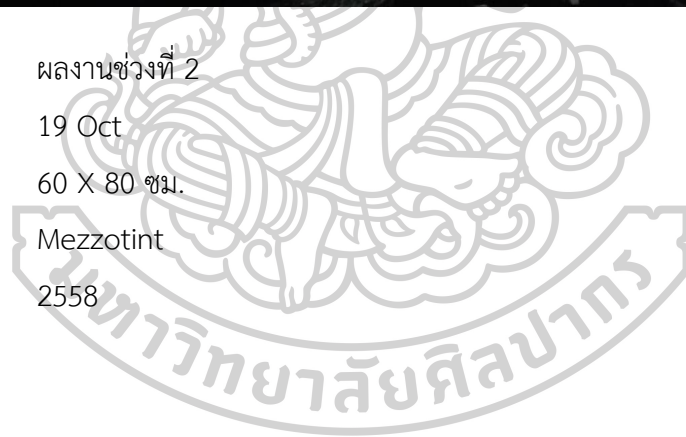 ผลงานช่วงที่ 2
19 Oct
60 X 80 ซม.
Mezzotint
2558
มหาวิทยาลัยศิลปากร